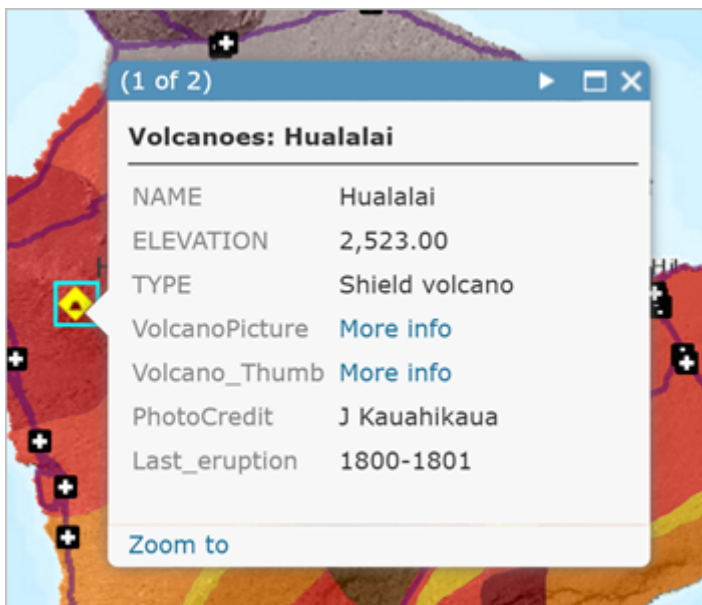 (1 of 2)
Volcanoes: Hualalai
NAME Hualalai
ELEVATION 2,523.00
TYPE Shield volcano
VolcanoPicture More info
Volcano_Thumb More info
PhotoCredit J Kauahikaua
Last_eruption 1800-1801
Zoom to